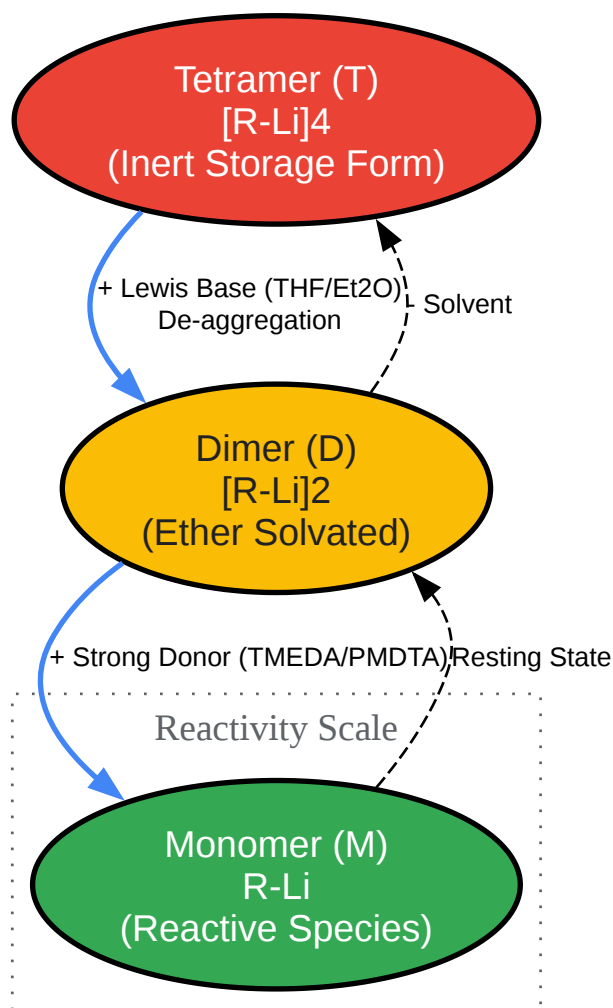 Tetramer (T)
[R-Li]4
(Inert Storage Form)
+ Lewis Base (THF/Et2O)
De-aggregation
- Solvent
Dimer (D)
[R-Li]2
(Ether Solvated)
+ Strong Donor (TMEDA/PMDTA)
Resting State
Reactivity Scale
Monomer (M)
R-Li
(Reactive Species)